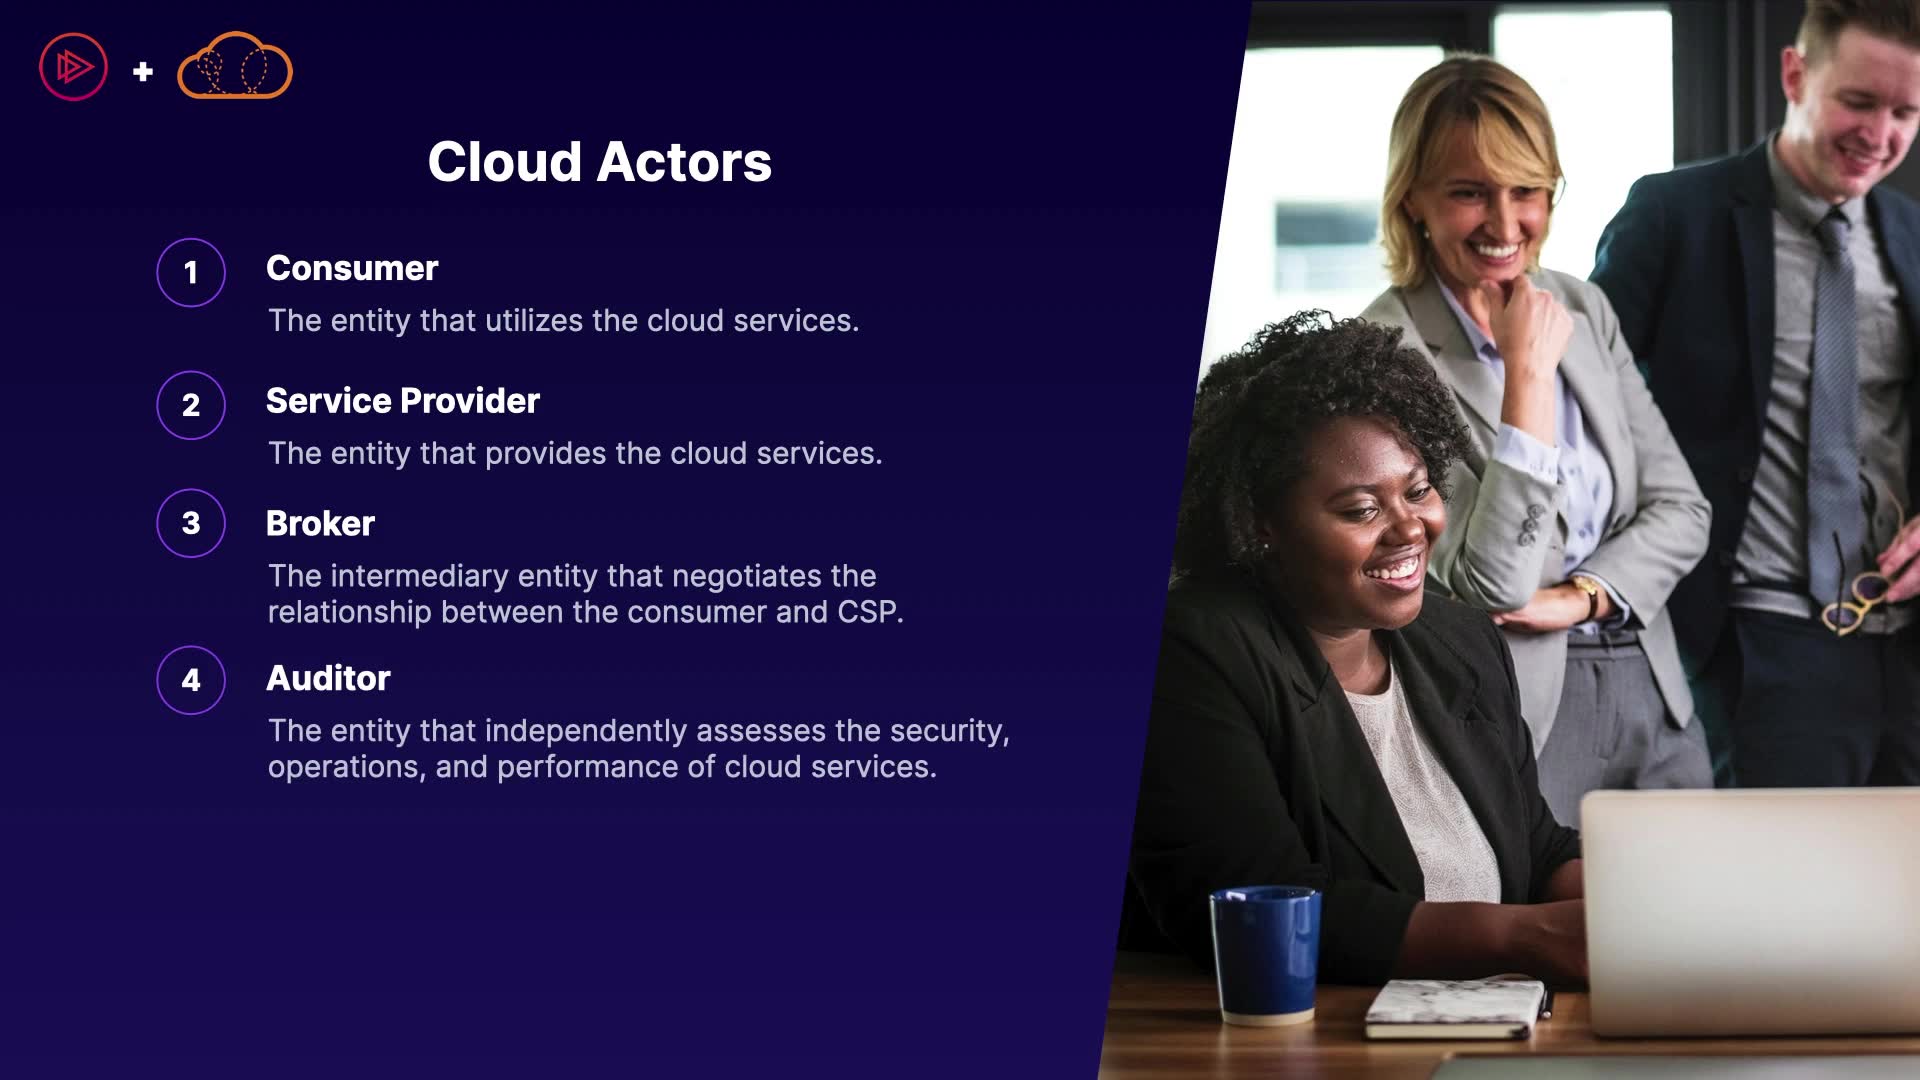 Cloud Actors
1
Consumer
The entity that utilizes the cloud services.
2
Service Provider
The entity that provides the cloud services.
3
Broker
The intermediary entity that negotiates the
relationship between the consumer and CSP.
4
Auditor
The entity that independently assesses the security,
operations, and performance of cloud services.